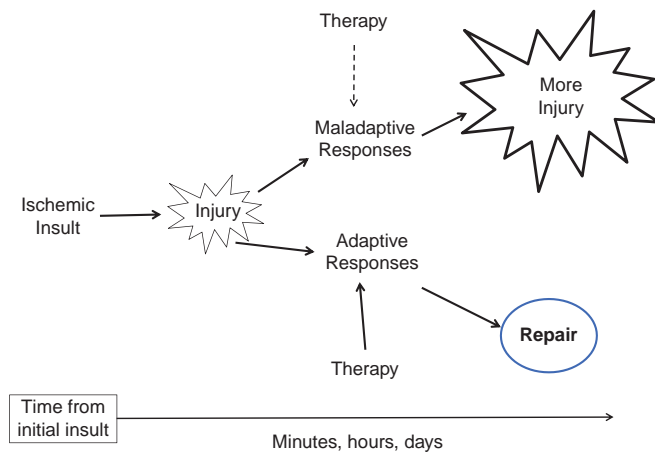 Therapy
More
Injury
Maladaptive
Responses
Ischemic
Insult
Injury
Adaptive
Responses
Repair
Therapy
Time from
initial insult
Minutes, hours, days